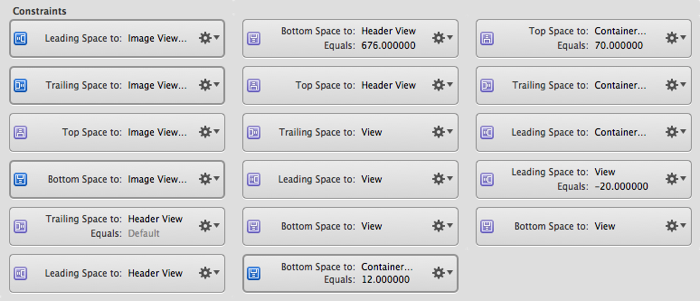 Constraints
Leading Space to: Image View...
Trailing Space to: Image View...
Top Space to: Image View...
Bottom Space to: Image View...
Trailing Space to: Header View
Equals: Default
Leading Space to: Header View
Bottom Space to: Header View
Equals: 676.000000
Top Space to: Header View
Trailing Space to: View
Leading Space to: View
Bottom Space to: View
Bottom Space to: Container...
Equals: 12.000000
Top Space to: Container...
Equals: 70.000000
Trailing Space to: Container...
Leading Space to: Container...
Leading Space to: View
Equals: -20.000000
Bottom Space to: View